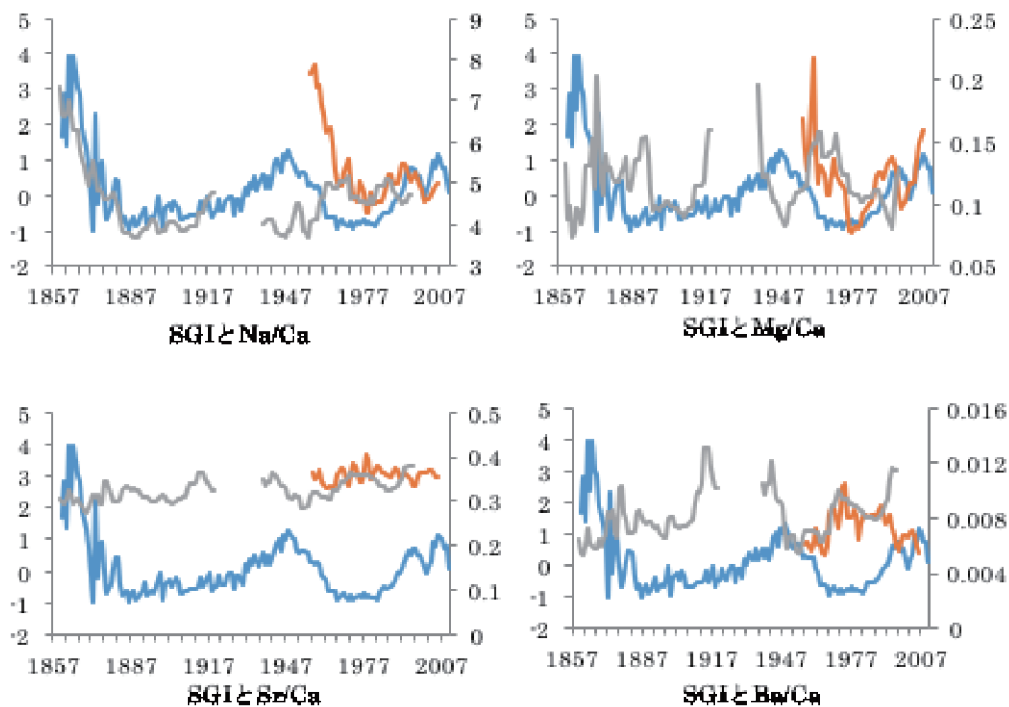 5 4 3 2 1 0 -1 -2
9 8 7 6 5 4 3
1857 1887 1917 1947 1977 2007
SGIとNa/Ca
5 4 3 2 1 0 -1 -2
0.25 0.2 0.15 0.1 0.05
1857 1887 1917 1947 1977 2007
SGIとMg/Ca
5 4 3 2 1 0 -1 -2
0.5 0.4 0.3 0.2 0.1 0
1857 1887 1917 1947 1977 2007
SGIとSr/Ca
5 4 3 2 1 0 -1 -2
0.016 0.012 0.008 0.004 0
1857 1887 1917 1947 1977 2007
SGIとBa/Ca